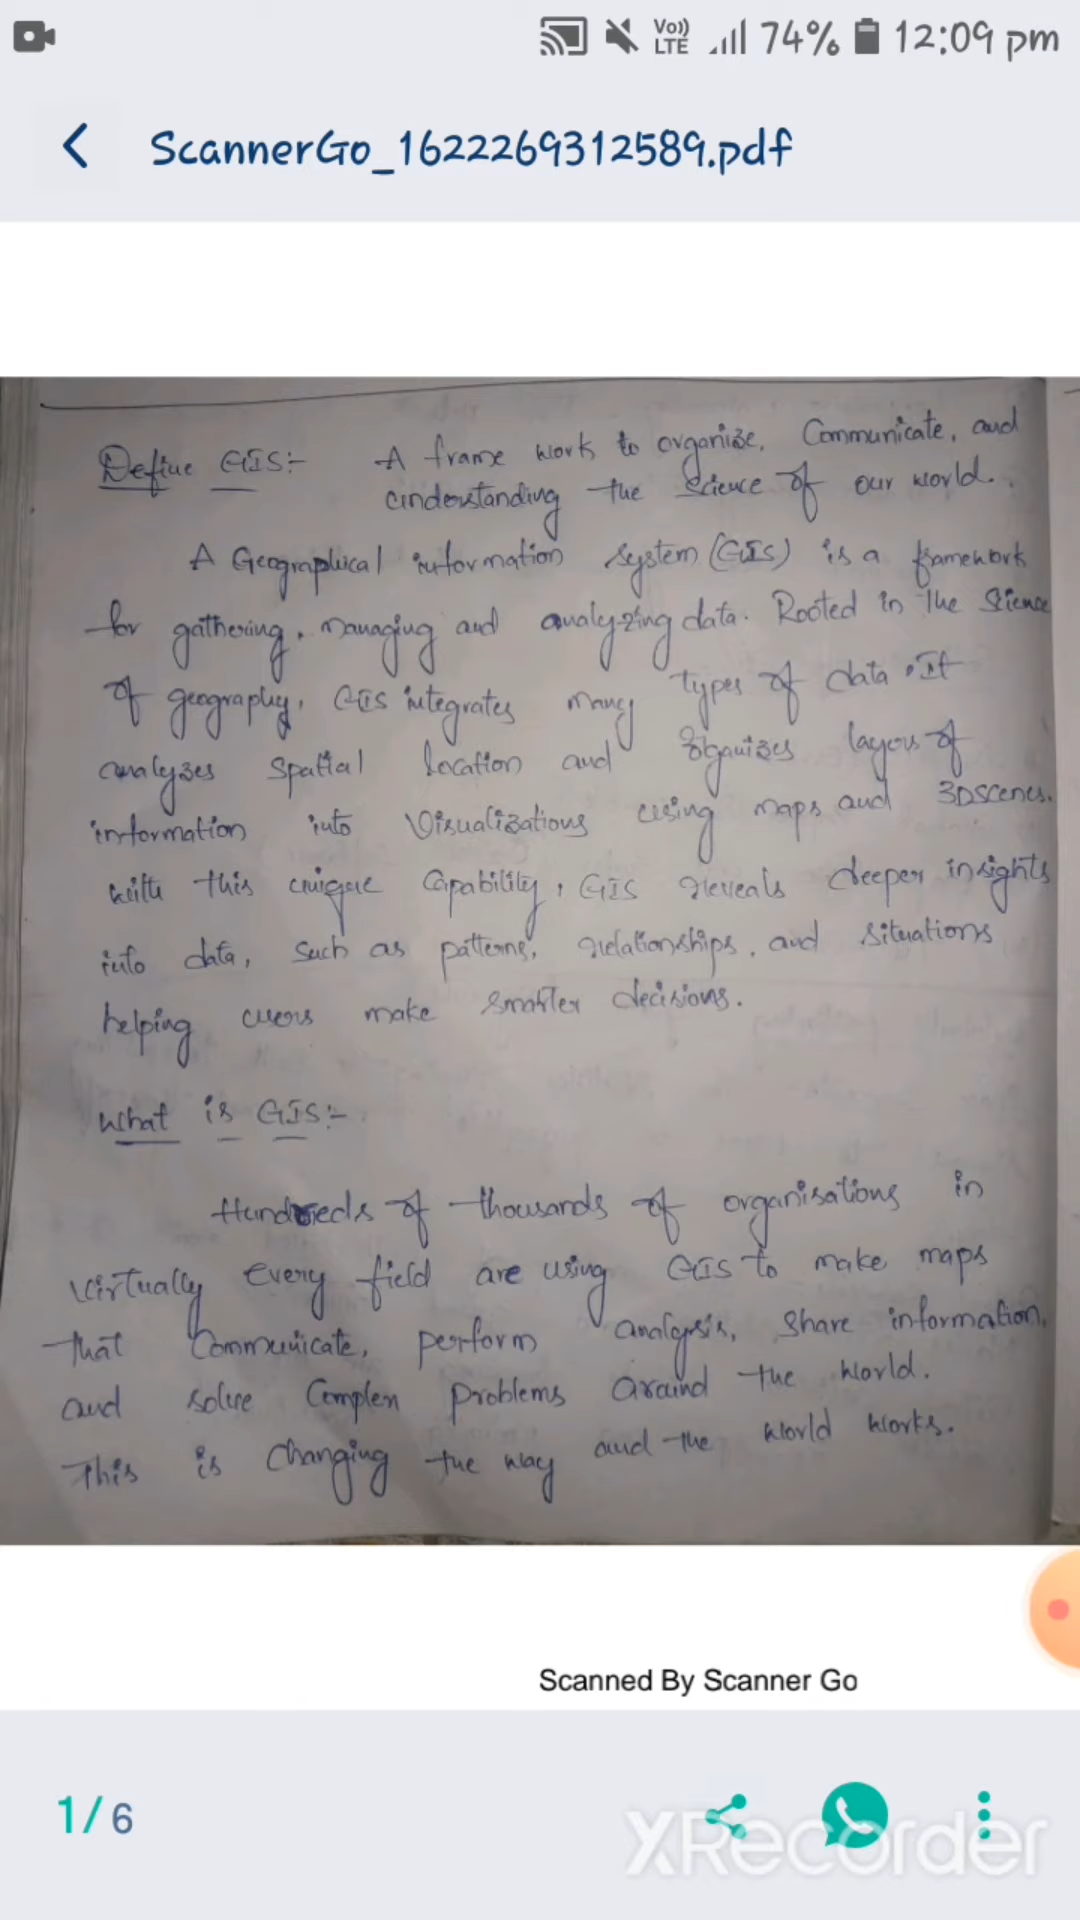 Vo)) LTE 74% 12:09 pm
ScannerGo_1622269312589.pdf
Define GIS:- A frame work to organize, Communicate, and
understanding the Science of our world.
A Geographical information System (GIS) is a framework
for gathering, managing and analyzing data. Rooted in The Science
of geography, GIS integrates many types of data. It
analyzes Spatial location and Organizes layers of
information into Visualizations using maps and 3D scenes.
with this unique Capability, GIS reveals deeper insights
into data, Such as patterns, relationships, and Situations
helping users make Smarter decisions.
What is GIS:-
Hundreds of thousands of organisations in
Virtually Every field are using GIS to make maps
That Communicate, perform analysis, Share information,
and solve Complex problems around the World.
This is Changing the way and the World works.
Scanned By Scanner Go
1/6
XRecorder